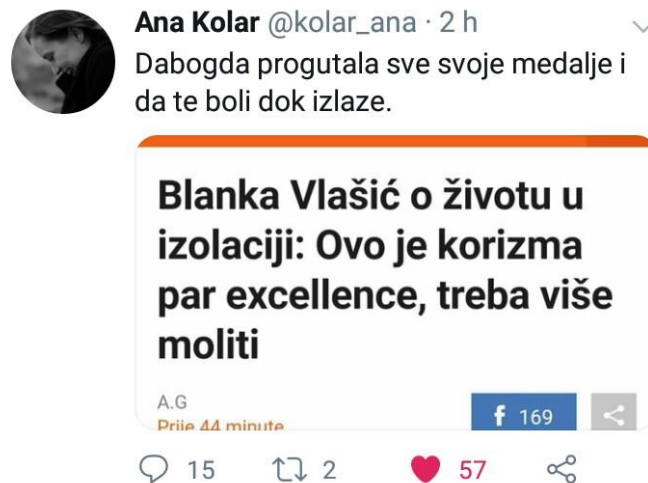 Ana Kolar @kolar_ana · 2 h
Dabogda progutala sve svoje medalje i
da te boli dok izlaze.
Blanka Vlašić o životu u
izolaciji: Ovo je korizma
par excellence, treba više
moliti
A.G
Prije 44 minute
f 169
15 2 57